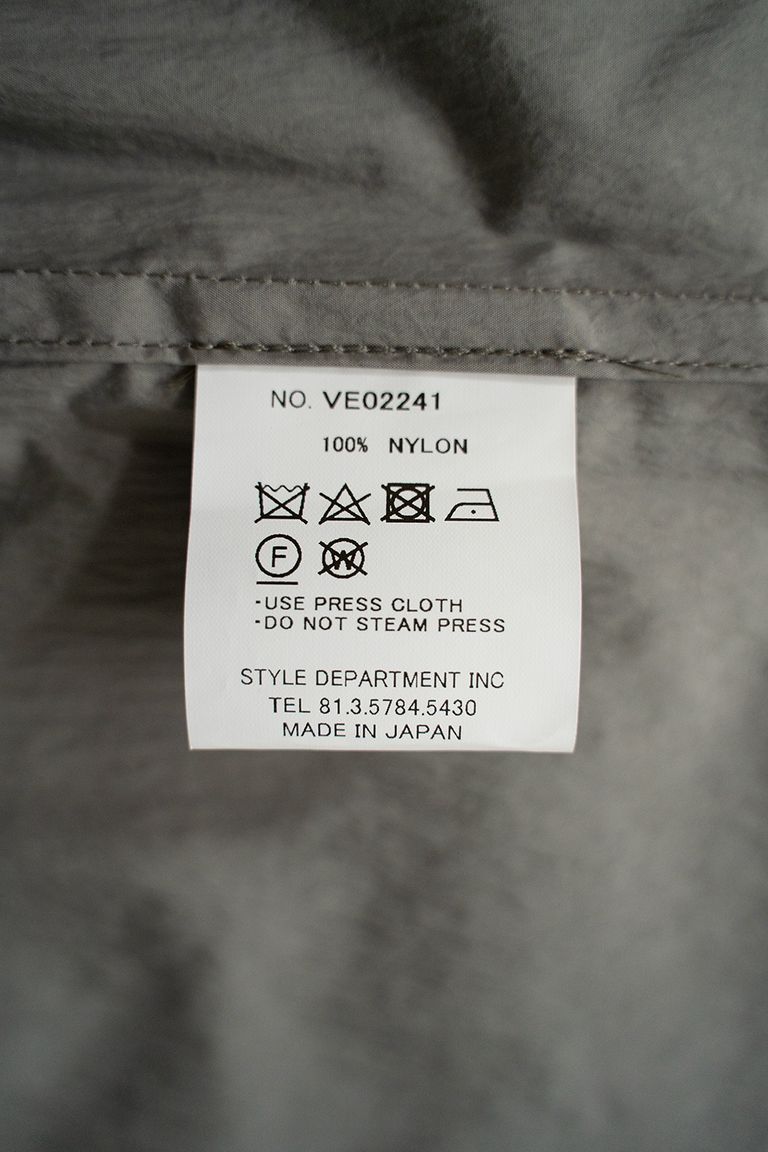 NO. VE02241
100% NYLON
F W
-USE PRESS CLOTH
-DO NOT STEAM PRESS
STYLE DEPARTMENT INC
TEL 81.3.5784.5430
MADE IN JAPAN